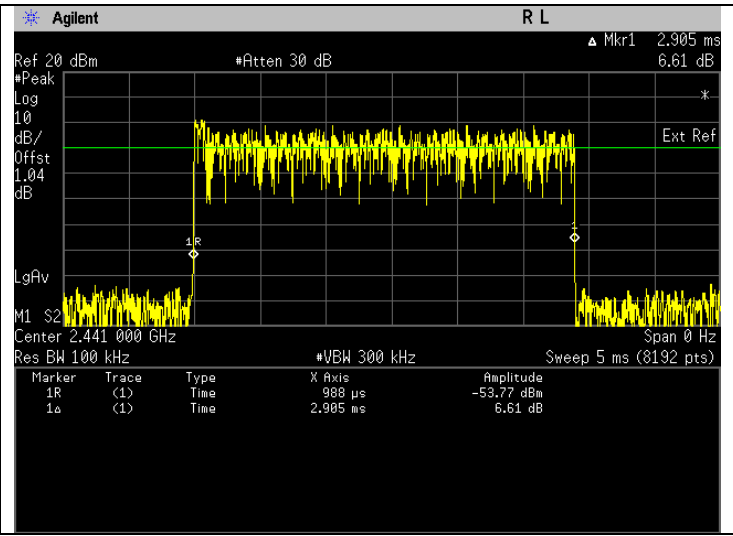 Agilent R L
Δ Mkr1 2.905 ms
Ref 20 dBm #Atten 30 dB 6.61 dB
#Peak
Log
10
dB/
Offst
1.04
dB
Ext Ref
1R
1
LgAv
M1 S2
Center 2.441 000 GHz Span 0 Hz
Res BW 100 kHz #VBW 300 kHz Sweep 5 ms (8192 pts)
Marker Trace Type X Axis Amplitude
1R (1) Time 988 µs -53.77 dBm
1Δ (1) Time 2.905 ms 6.61 dB